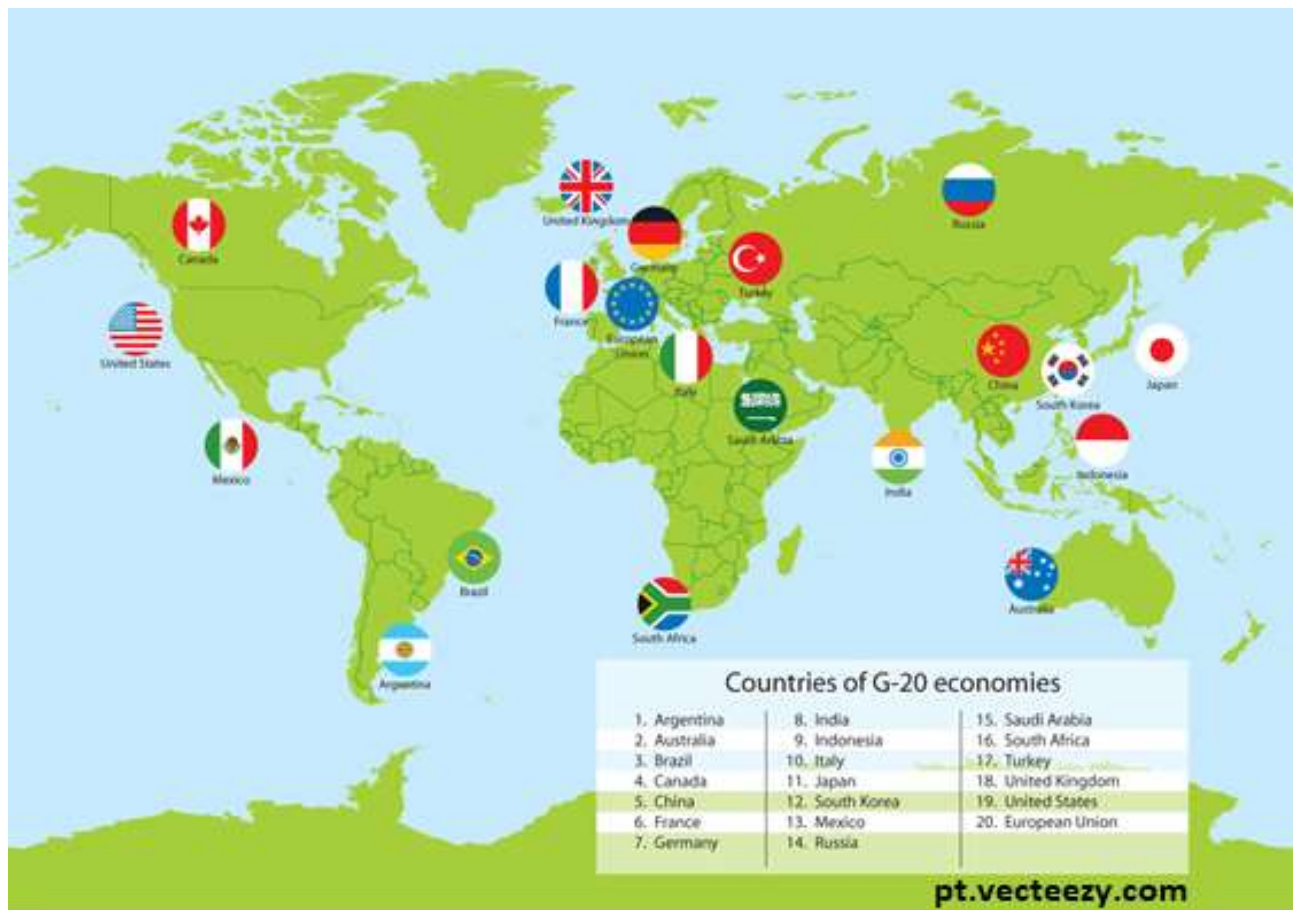 United Kingdom
Russia
Canada
Germany
Turkey
France
European
Union
United States
Italy
China
South Korea
Japan
Saudi Arabia
Mexico
India
Indonesia
Brazil
Australia
South Africa
Argentina
Countries of G-20 economies
1. Argentina
2. Australia
3. Brazil
4. Canada
5. China
6. France
7. Germany
8. India
9. Indonesia
10. Italy
11. Japan
12. South Korea
13. Mexico
14. Russia
15. Saudi Arabia
16. South Africa
17. Turkey
18. United Kingdom
19. United States
20. European Union
pt.vecteezy.com